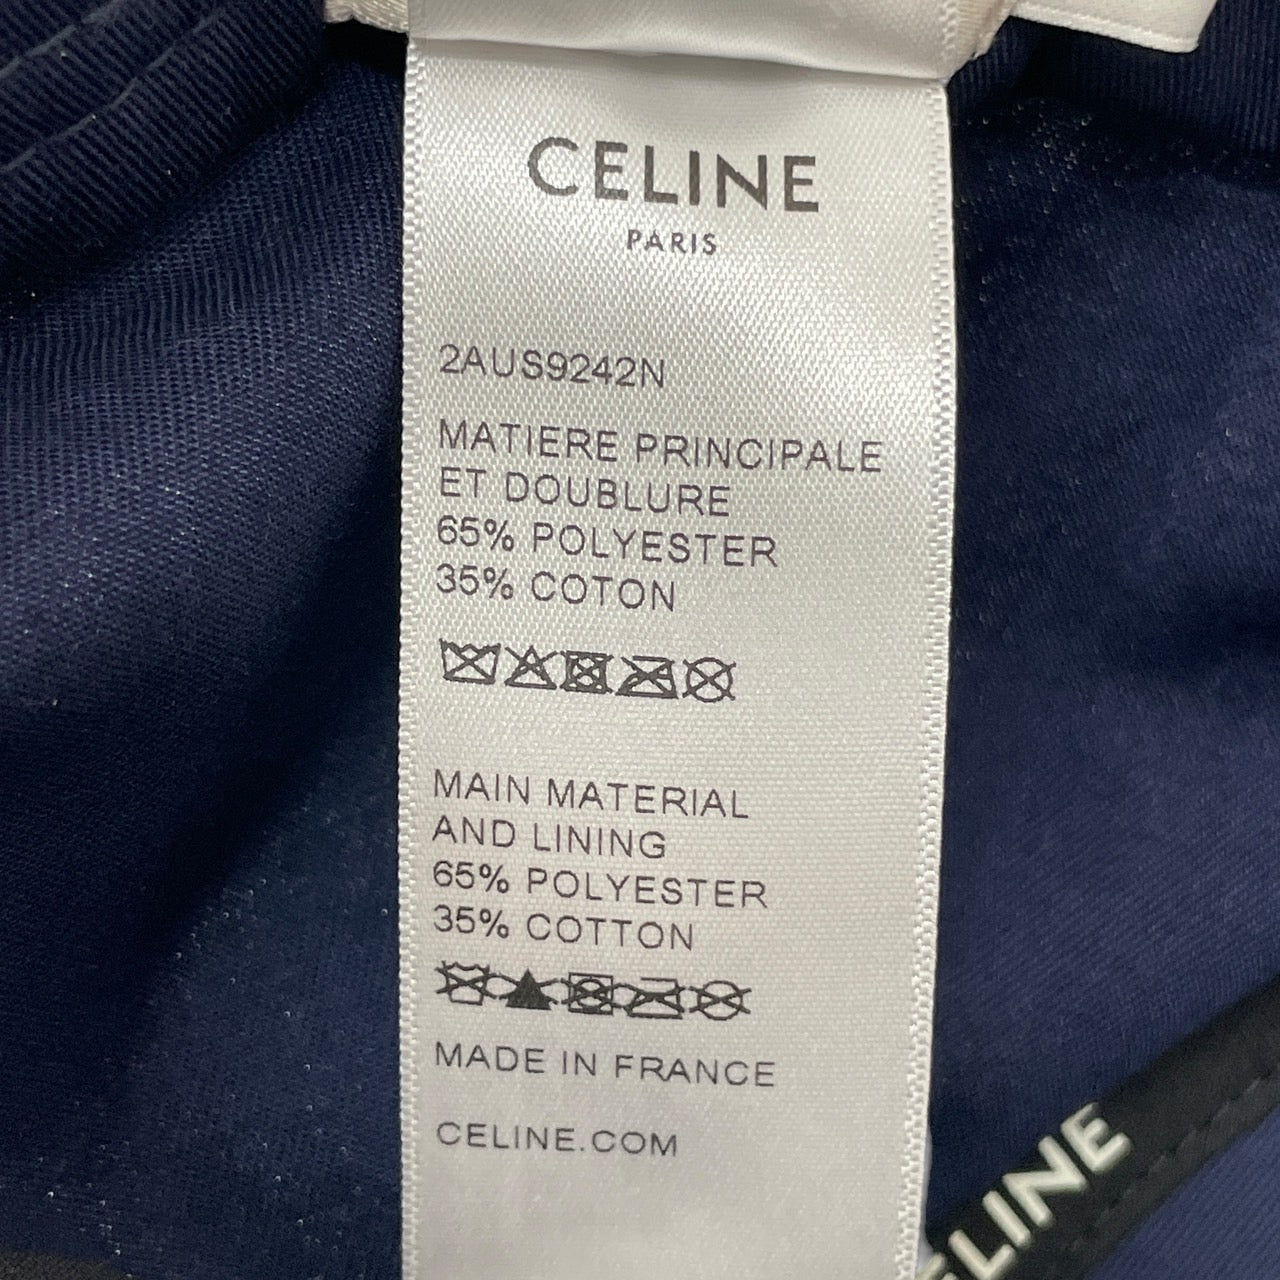 CELINE
PARIS
2AUS9242N
MATIERE PRINCIPALE
ET DOUBLURE
65% POLYESTER
35% COTON
MAIN MATERIAL
AND LINING
65% POLYESTER
35% COTTON
MADE IN FRANCE
CELINE.COM
ELINE